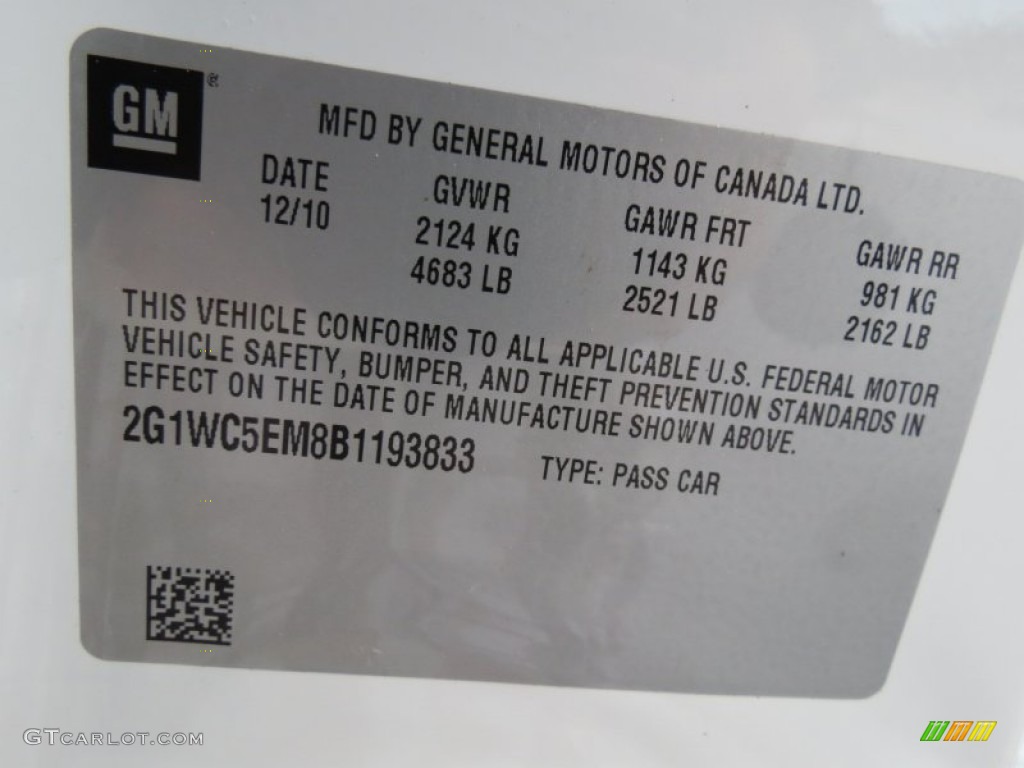 GM ®
MFD BY GENERAL MOTORS OF CANADA LTD.
DATE GVWR GAWR FRT GAWR RR
12/10 2124 KG 1143 KG 981 KG
4683 LB 2521 LB 2162 LB
THIS VEHICLE CONFORMS TO ALL APPLICABLE U.S. FEDERAL MOTOR
VEHICLE SAFETY, BUMPER, AND THEFT PREVENTION STANDARDS IN
EFFECT ON THE DATE OF MANUFACTURE SHOWN ABOVE.
2G1WC5EM8B1193833 TYPE: PASS CAR
GTCARLOT.COM